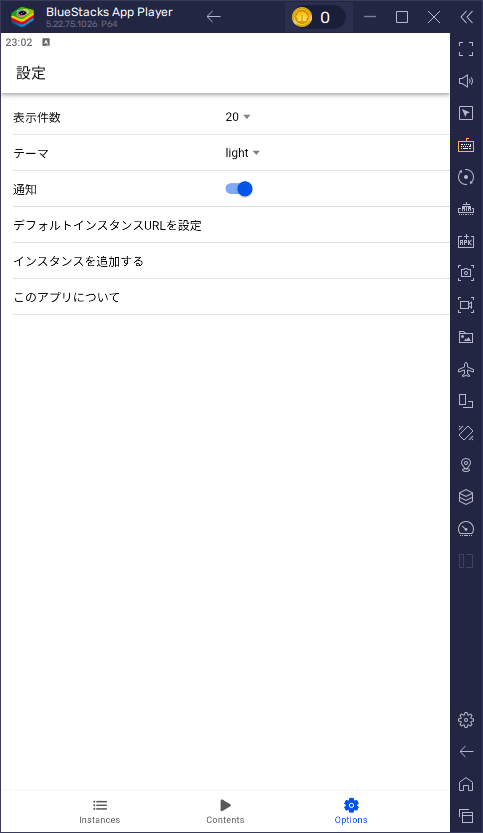 BlueStacks App Player
5.22.75.1026 P64
0
23:02 A
設定
表示件数 20
テーマ light
通知
デフォルトインスタンスURLを設定
インスタンスを追加する
このアプリについて
Instances Contents Options